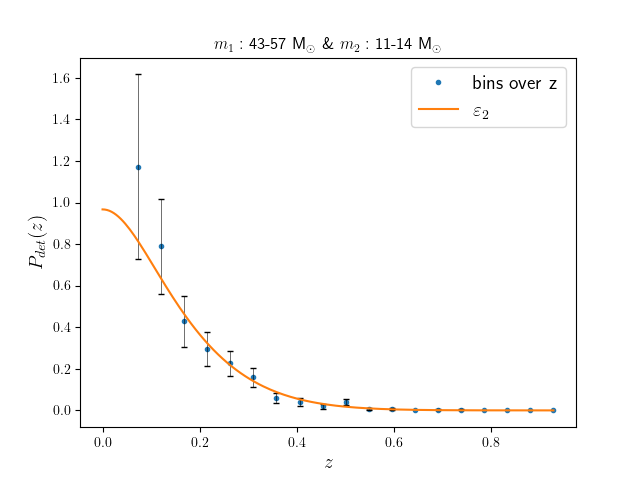 m₁ : 43-57 M⊙ & m₂ : 11-14 M⊙
bins over z
ε₂
P_det(z)
1.6
1.4
1.2
1.0
0.8
0.6
0.4
0.2
0.0
0.0 0.2 0.4 0.6 0.8
z